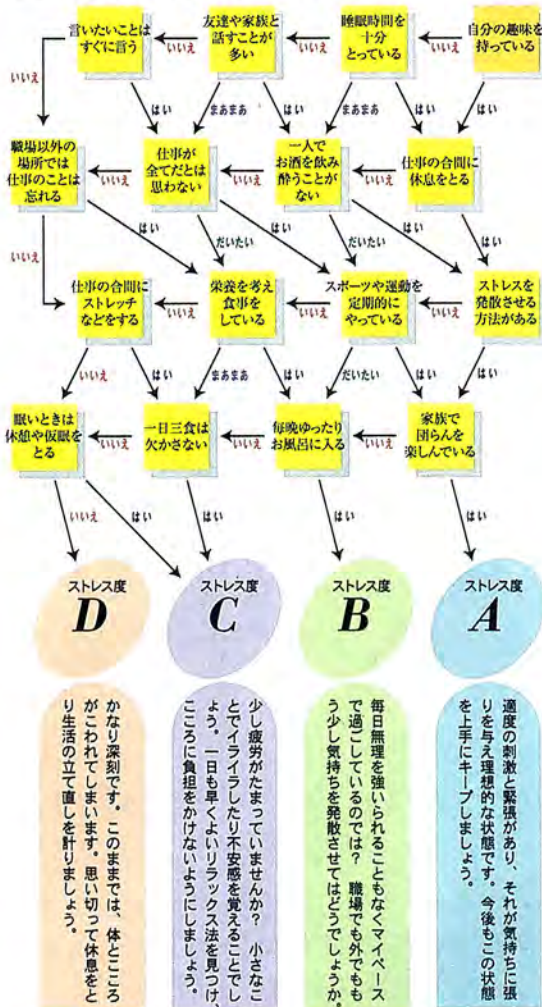 言いたいことは
すぐに言う
いいえ
友達や家族と
話すことが
多い
いいえ
睡眠時間を
十分
とっている
いいえ
自分の趣味を
持っている
いいえ
はい
まあまあ
はい
まあまあ
はい
はい
職場以外の
場所では
仕事のことは
忘れる
いいえ
仕事が
全てだとは
思わない
いいえ
一人で
お酒を飲み
酔うことが
ない
いいえ
仕事の合間に
休息をとる
いいえ
はい
だいたい
はい
だいたい
はい
はい
仕事の合間に
ストレッチ
などをする
いいえ
栄養を考え
食事を
している
いいえ
スポーツや運動を
定期的に
やっている
いいえ
ストレスを
発散させる
方法がある
いいえ
はい
まあまあ
はい
だいたい
はい
はい
眠いときは
休憩や仮眠を
とる
いいえ
一日三食は
欠かさない
いいえ
毎晩ゆったり
お風呂に入る
いいえ
家族で
団らんを
楽しんでいる
いいえ
はい
はい
はい
はい
ストレス度
D
ストレス度
C
ストレス度
B
ストレス度
A
適度の刺激と緊張があり、それが気持ちに張
りを与え理想的な状態です。今後もこの状態
を上手にキープしましょう。
毎日無理を強いられることもなくマイペース
で過ごしているのでは？　職場でも外でもも
う少し気持ちを発散させてはどうでしょうか。
少し疲労がたまっていませんか？　小さなこ
とでイライラしたり不安感を覚えることでし
ょう。一日も早くよいリラックス法を見つけ、
こころに負担をかけないようにしましょう。
かなり深刻です。このままでは、体とこころ
がこわれてしまいます。思い切って休息をと
り生活の立て直しを計りましょう。